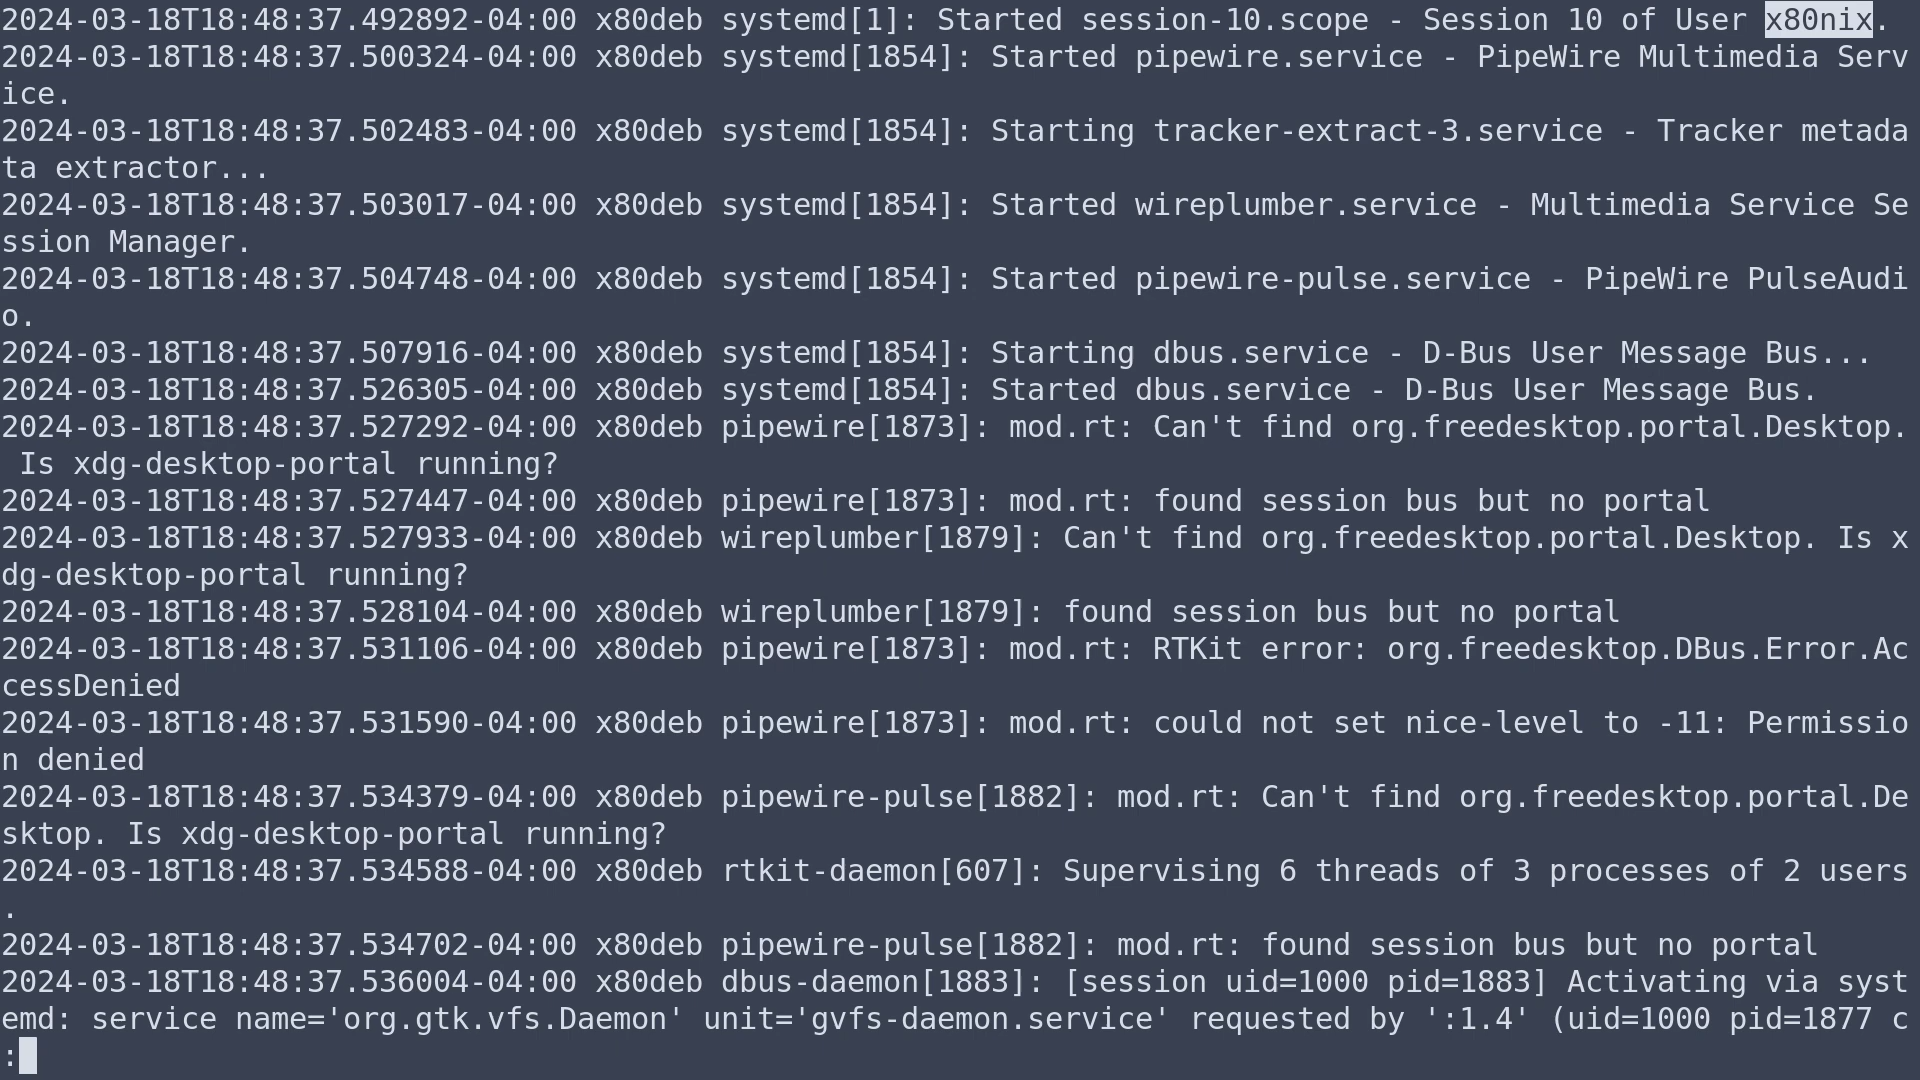 2024-03-18T18:48:37.492892-04:00 x80deb systemd[1]: Started session-10.scope - Session 10 of User x80nix.
2024-03-18T18:48:37.500324-04:00 x80deb systemd[1854]: Started pipewire.service - PipeWire Multimedia Serv
ice.
2024-03-18T18:48:37.502483-04:00 x80deb systemd[1854]: Starting tracker-extract-3.service - Tracker metada
ta extractor...
2024-03-18T18:48:37.503017-04:00 x80deb systemd[1854]: Started wireplumber.service - Multimedia Service Se
ssion Manager.
2024-03-18T18:48:37.504748-04:00 x80deb systemd[1854]: Started pipewire-pulse.service - PipeWire PulseAudi
o.
2024-03-18T18:48:37.507916-04:00 x80deb systemd[1854]: Starting dbus.service - D-Bus User Message Bus...
2024-03-18T18:48:37.526305-04:00 x80deb systemd[1854]: Started dbus.service - D-Bus User Message Bus.
2024-03-18T18:48:37.527292-04:00 x80deb pipewire[1873]: mod.rt: Can't find org.freedesktop.portal.Desktop.
 Is xdg-desktop-portal running?
2024-03-18T18:48:37.527447-04:00 x80deb pipewire[1873]: mod.rt: found session bus but no portal
2024-03-18T18:48:37.527933-04:00 x80deb wireplumber[1879]: Can't find org.freedesktop.portal.Desktop. Is x
dg-desktop-portal running?
2024-03-18T18:48:37.528104-04:00 x80deb wireplumber[1879]: found session bus but no portal
2024-03-18T18:48:37.531106-04:00 x80deb pipewire[1873]: mod.rt: RTKit error: org.freedesktop.DBus.Error.Ac
cessDenied
2024-03-18T18:48:37.531590-04:00 x80deb pipewire[1873]: mod.rt: could not set nice-level to -11: Permissio
n denied
2024-03-18T18:48:37.534379-04:00 x80deb pipewire-pulse[1882]: mod.rt: Can't find org.freedesktop.portal.De
sktop. Is xdg-desktop-portal running?
2024-03-18T18:48:37.534588-04:00 x80deb rtkit-daemon[607]: Supervising 6 threads of 3 processes of 2 users
.
2024-03-18T18:48:37.534702-04:00 x80deb pipewire-pulse[1882]: mod.rt: found session bus but no portal
2024-03-18T18:48:37.536004-04:00 x80deb dbus-daemon[1883]: [session uid=1000 pid=1883] Activating via syst
emd: service name='org.gtk.vfs.Daemon' unit='gvfs-daemon.service' requested by ':1.4' (uid=1000 pid=1877 c
: